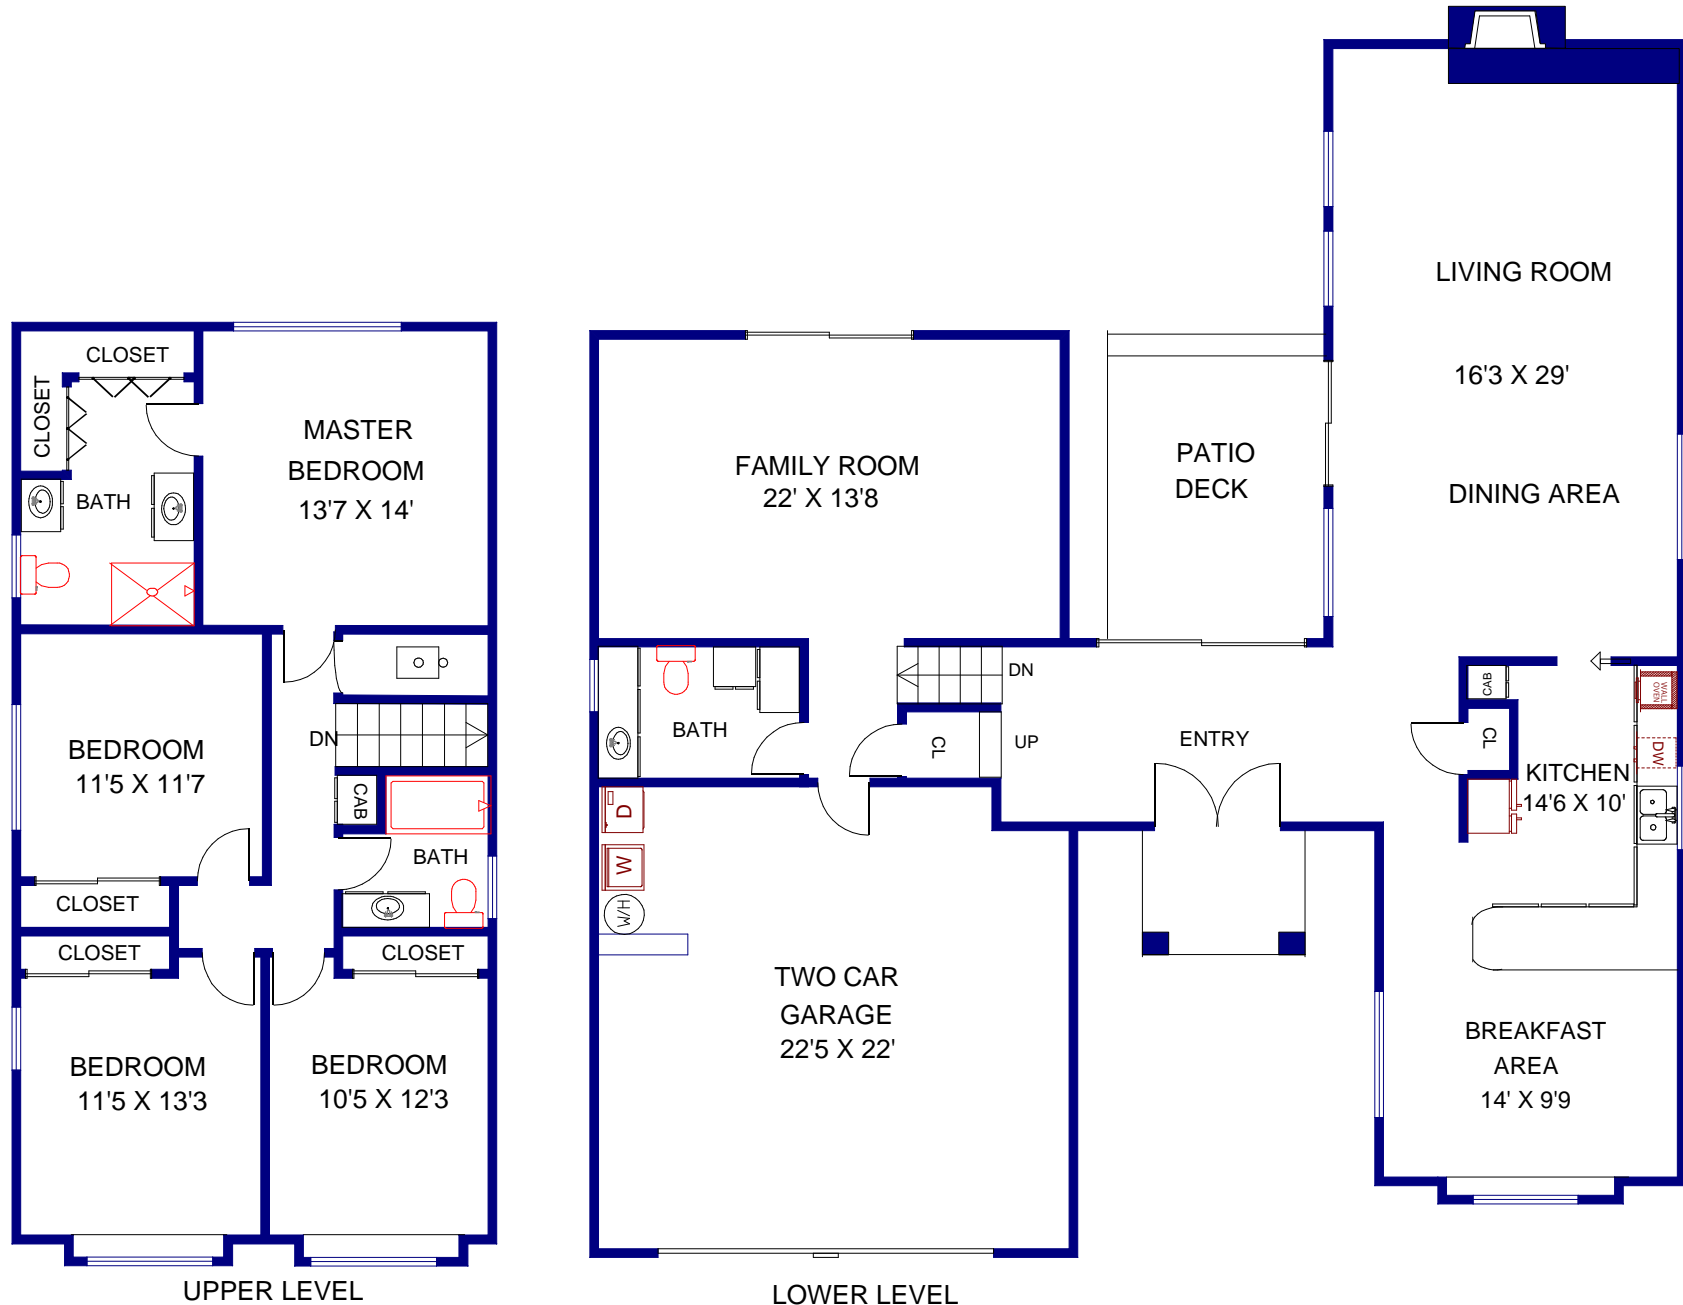 CLOSET
CLOSET
MASTER
BEDROOM
13'7 X 14'
BATH
DN
BEDROOM
11'5 X 11'7
CAB
BATH
CLOSET
CLOSET
CLOSET
BEDROOM
11'5 X 13'3
BEDROOM
10'5 X 12'3
UPPER LEVEL
FAMILY ROOM
22' X 13'8
PATIO
DECK
LIVING ROOM
16'3 X 29'
DINING AREA
DN
BATH
CL
UP
ENTRY
CAB
WALL
OVEN
CL
DW
KITCHEN
14'6 X 10'
D
W
W/H
TWO CAR
GARAGE
22'5 X 22'
BREAKFAST
AREA
14' X 9'9
LOWER LEVEL